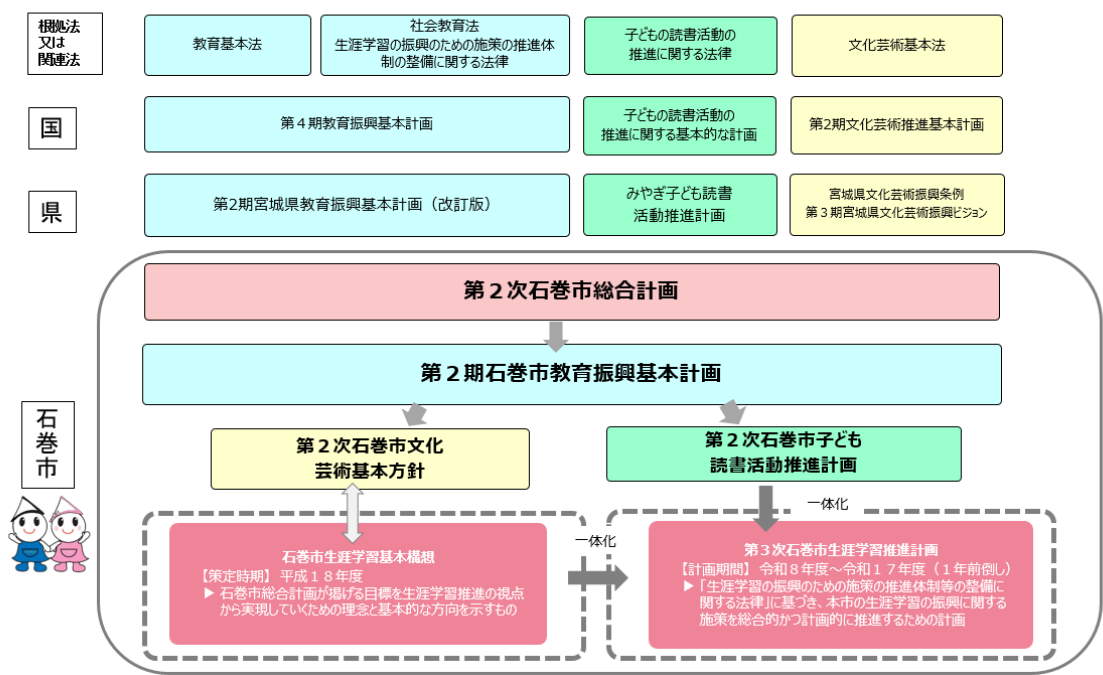 根拠法
又は
関連法
教育基本法
社会教育法
生涯学習の振興のための施策の推進体
制の整備に関する法律
子どもの読書活動の
推進に関する法律
文化芸術基本法
国
第４期教育振興基本計画
子どもの読書活動の
推進に関する基本的な計画
第2期文化芸術推進基本計画
県
第2期宮城県教育振興基本計画（改訂版）
みやぎ子ども読書
活動推進計画
宮城県文化芸術振興条例
第３期宮城県文化芸術振興ビジョン
石巻市
第２次石巻市総合計画
第２期石巻市教育振興基本計画
第２次石巻市文化
芸術基本方針
第２次石巻市子ども
読書活動推進計画
一体化
石巻市生涯学習基本構想
【策定時期】 平成１８年度
▶ 石巻市総合計画が掲げる目標を生涯学習推進の視点
から実現していくための理念と基本的な方向を示すもの
一体化
第３次石巻市生涯学習推進計画
【計画期間】 令和８年度～令和１７年度（１年前倒し）
▶ 「生涯学習の振興のための施策の推進体制等の整備に
関する法律」に基づき、本市の生涯学習の振興に関する
施策を総合的かつ計画的に推進するための計画